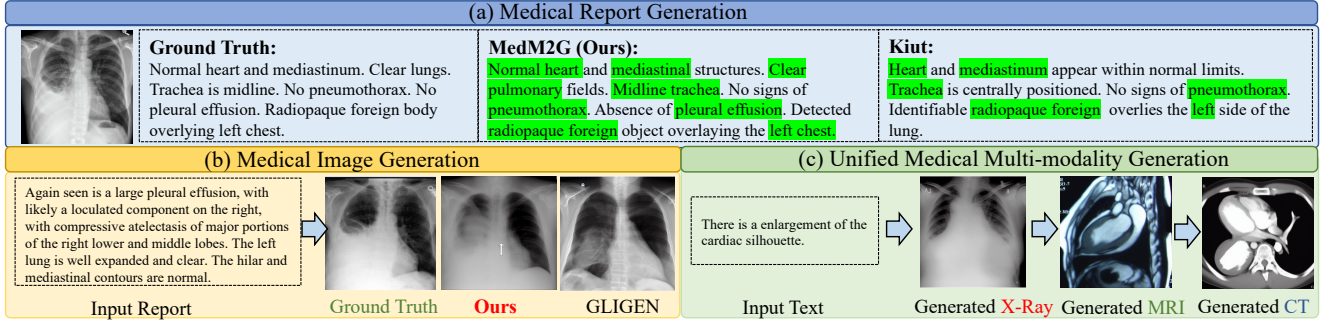 (a) Medical Report Generation
Ground Truth:
Normal heart and mediastinum. Clear lungs.
Trachea is midline. No pneumothorax. No
pleural effusion. Radiopaque foreign body
overlying left chest.
MedM2G (Ours):
Normal heart and mediastinal structures. Clear
pulmonary fields. Midline trachea. No signs of
pneumothorax. Absence of pleural effusion. Detected
radiopaque foreign object overlaying the left chest.
Kiut:
Heart and mediastinum appear within normal limits.
Trachea is centrally positioned. No signs of pneumothorax.
Identifiable radiopaque foreign overlies the left side of the
lung.
(b) Medical Image Generation
Again seen is a large pleural effusion, with
likely a loculated component on the right,
with compressive atelectasis of major portions
of the right lower and middle lobes. The left
lung is well expanded and clear. The hilar and
mediastinal contours are normal.
Input Report
Ground Truth
Ours
GLIGEN
(c) Unified Medical Multi-modality Generation
There is a enlargement of the
cardiac silhouette.
Input Text
Generated X-Ray
Generated MRI
Generated CT